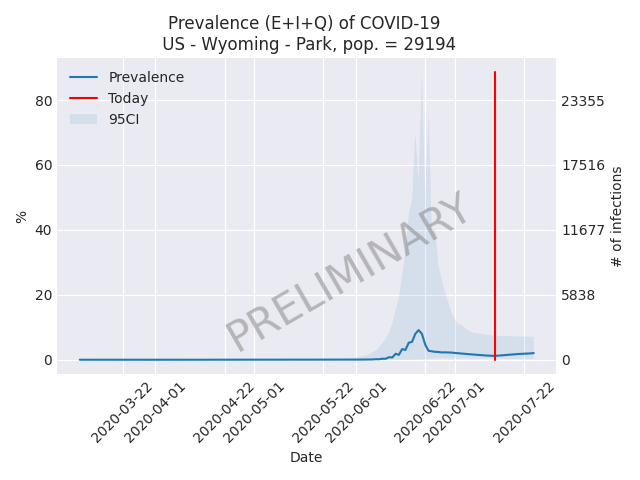 Prevalence (E+I+Q) of COVID-19
US - Wyoming - Park, pop. = 29194
Prevalence
Today
95CI
80
60
40
20
0
%
23355
17516
11677
5838
0
# of infections
PRELIMINARY
2020-03-22
2020-04-01
2020-04-22
2020-05-01
2020-05-22
2020-06-01
2020-06-22
2020-07-01
2020-07-22
Date